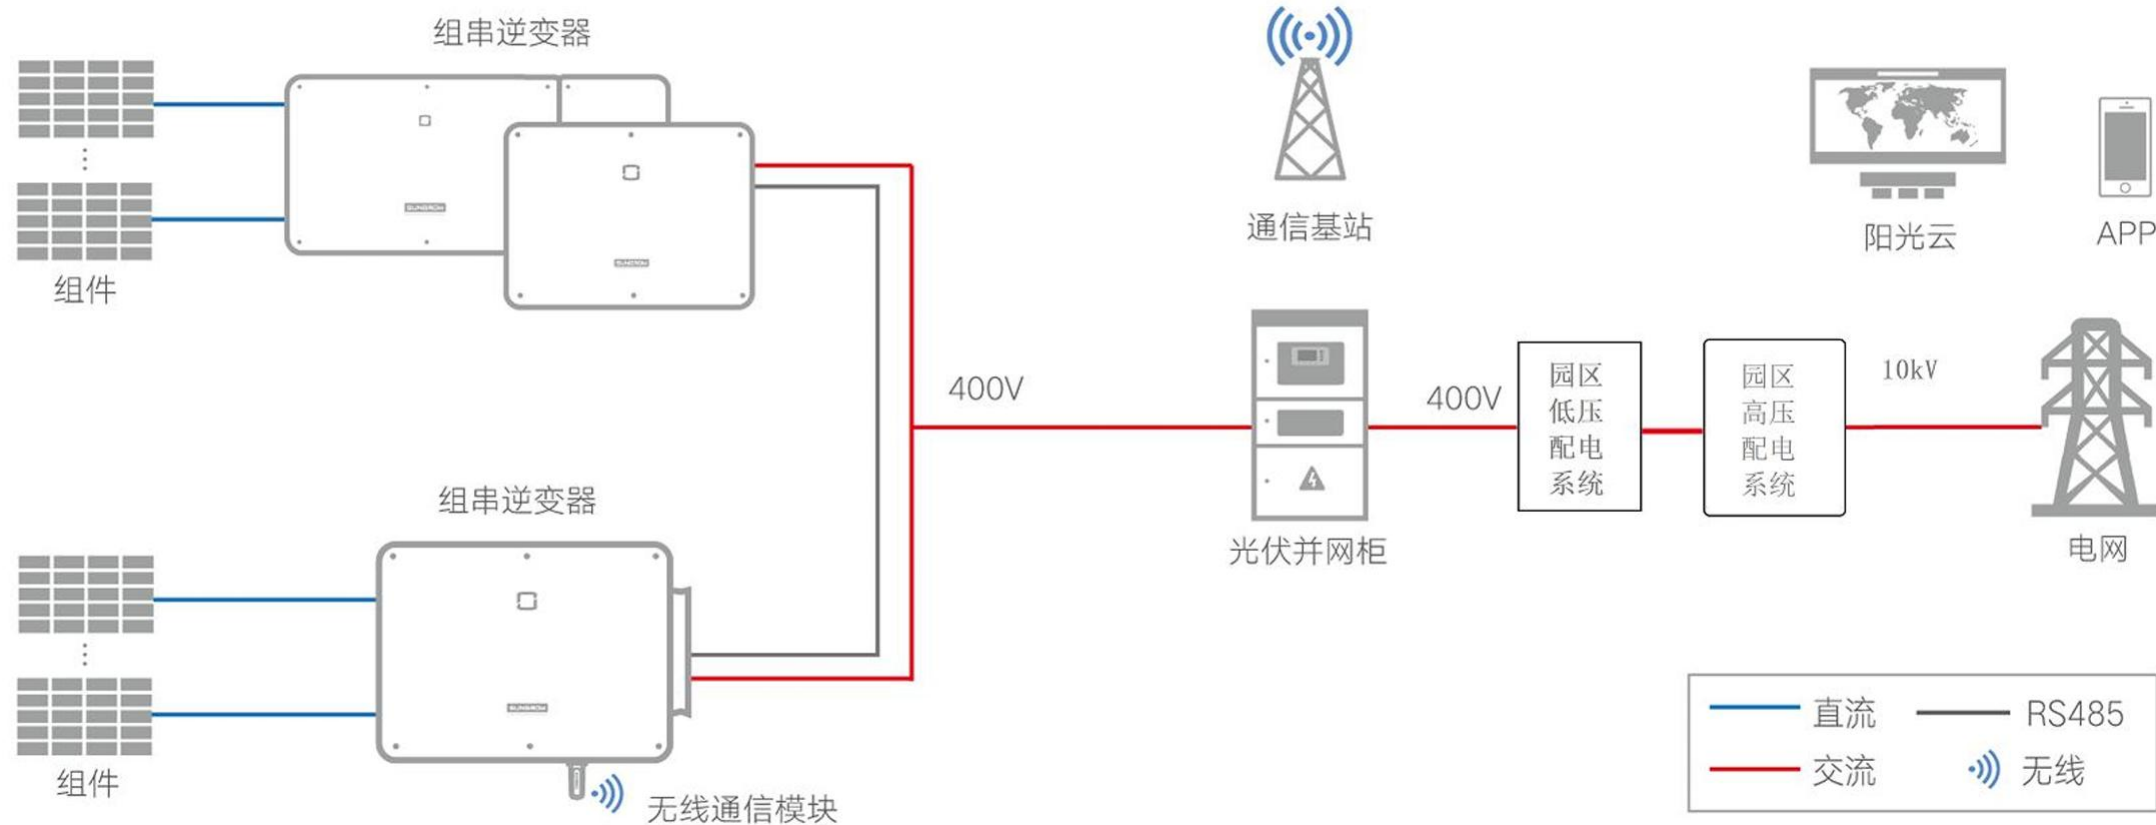 组串逆变器
组件
SUNGROW
SUNGROW
通信基站
阳光云
APP
400V
400V
园区
低压
配电
系统
园区
高压
配电
系统
10kV
光伏并网柜
电网
组串逆变器
组件
SUNGROW
无线通信模块
直流
RS485
交流
无线